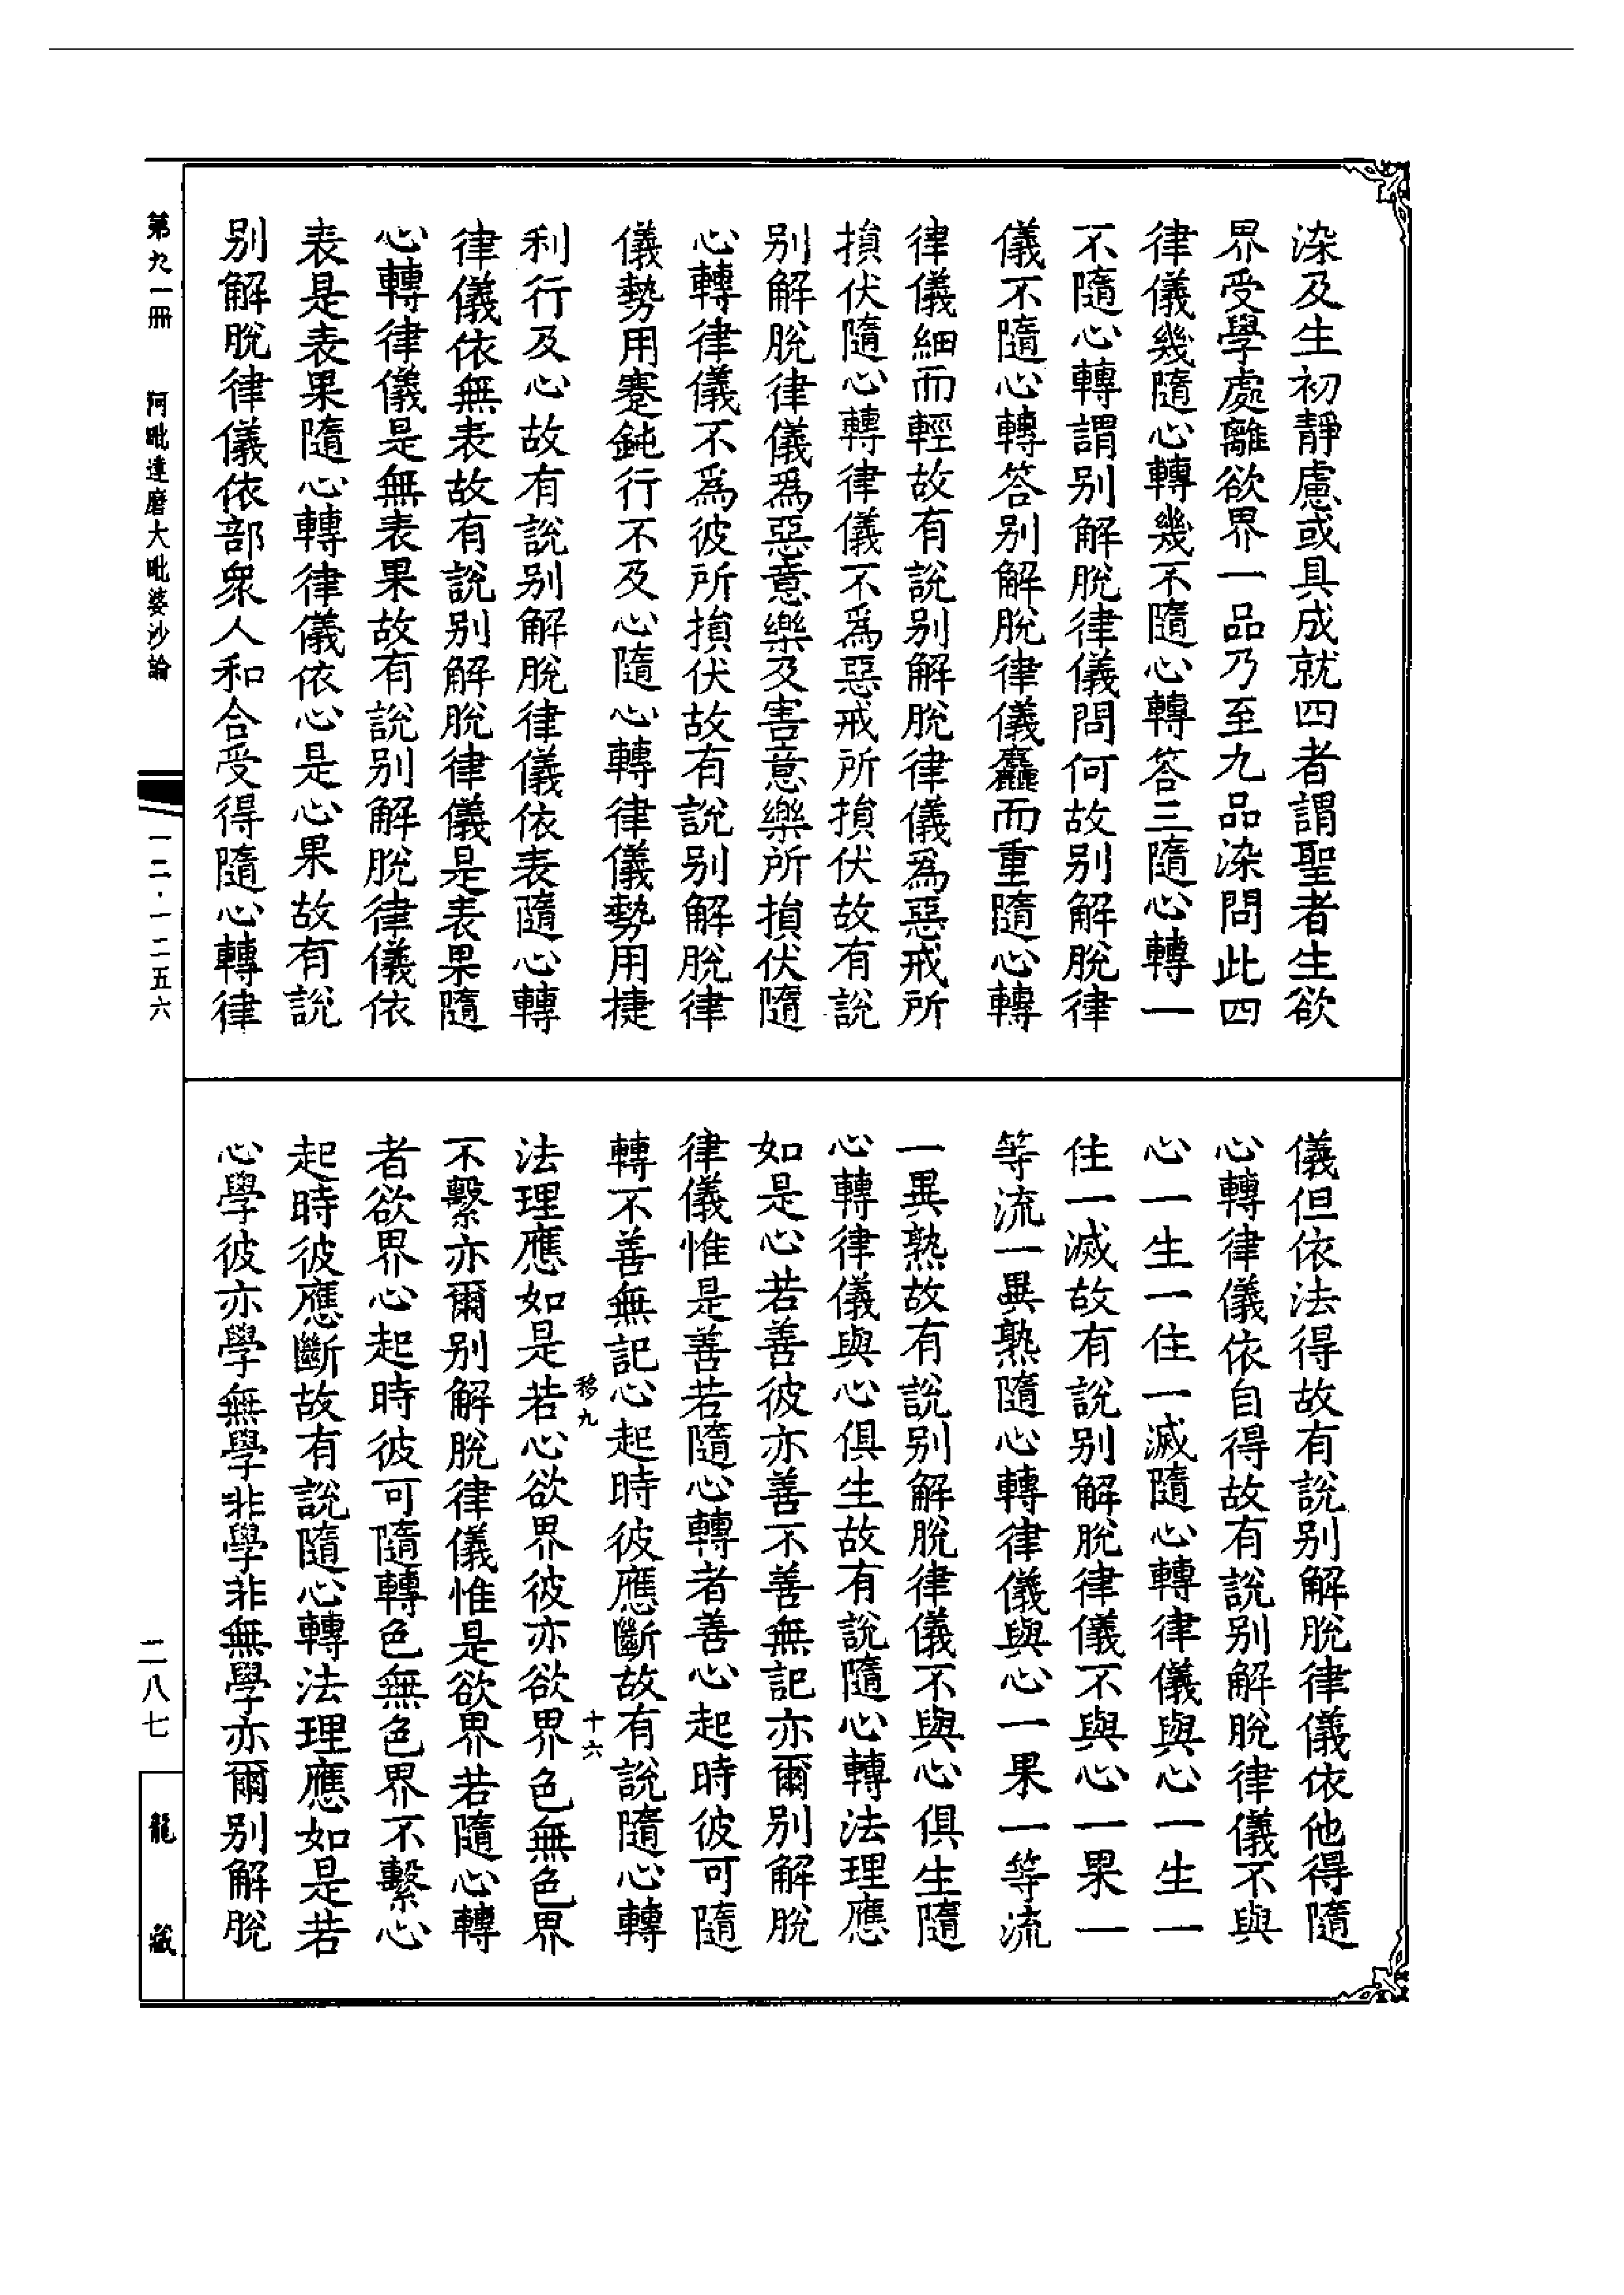 染及生初靜慮或具成就四者謂聖者生欲
界受學處離欲界一品乃至九品染問此四
律儀幾隨心轉幾不隨心轉答三隨心轉一
不隨心轉謂别解脫律儀問何故别解脫律
儀不隨心轉答别解脫律儀麤而重隨心轉
律儀細而輕故有說别解脫律儀爲惡戒所
損伏隨心轉律儀不爲惡戒所損伏故有說
别解脫律儀爲惡意樂及害意樂所損伏隨
心轉律儀不爲彼所損伏故有說别解脫律
儀勢用蹇鈍行不及心隨心轉律儀勢用捷
利行及心故有說别解脫律儀依表隨心轉
律儀依無表故有說别解脫律儀是表果隨
心轉律儀是無表果故有說别解脫律儀依
表是表果隨心轉律儀依心是心果故有說
别解脫律儀依部衆人和合受得隨心轉律
儀但依法得故有說别解脫律儀依他得隨
心轉律儀依自得故有說别解脫律儀不與
心一生一住一滅隨心轉律儀與心一生一
住一滅故有說别解脫律儀不與心一果一
等流一異熟隨心轉律儀與心一果一等流
一異熟故有說别解脫律儀不與心俱生隨
心轉律儀與心俱生故有說隨心轉法理應
如是心若善彼亦善不善無記亦爾别解脫
律儀惟是善若隨心轉者善心起時彼可隨
轉不善無記心起時彼應斷故有說隨心轉
移九
十六
法理應如是若心欲界彼亦欲界色無色界
不繫亦爾别解脫律儀惟是欲界若隨心轉
者欲界心起時彼可隨轉色無色界不繫心
起時彼應斷故有說隨心轉法理應如是若
心學彼亦學無學非學非無學亦爾别解脫
第九一冊
阿毗達磨大毗婆沙論
一二·一二五六
二八七
龍藏